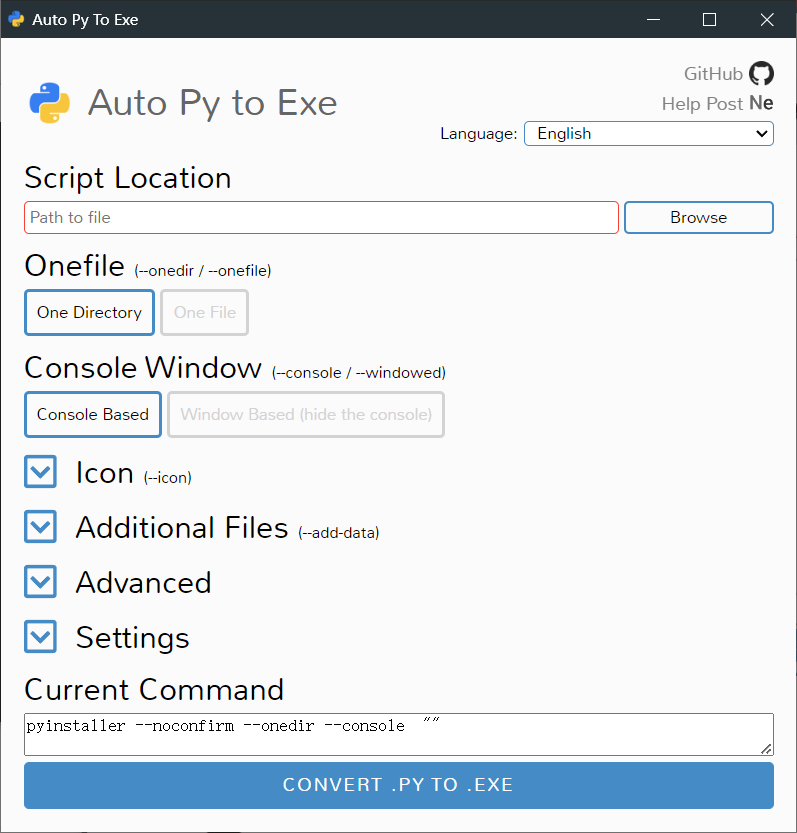 Auto Py To Exe
GitHub
Auto Py to Exe
Help Post Ne
Language: English
Script Location
Path to file Browse
Onefile (--onedir / --onefile)
One Directory One File
Console Window (--console / --windowed)
Console Based Window Based (hide the console)
Icon (--icon)
Additional Files (--add-data)
Advanced
Settings
Current Command
pyinstaller --noconfirm --onedir --console  ""
CONVERT .PY TO .EXE